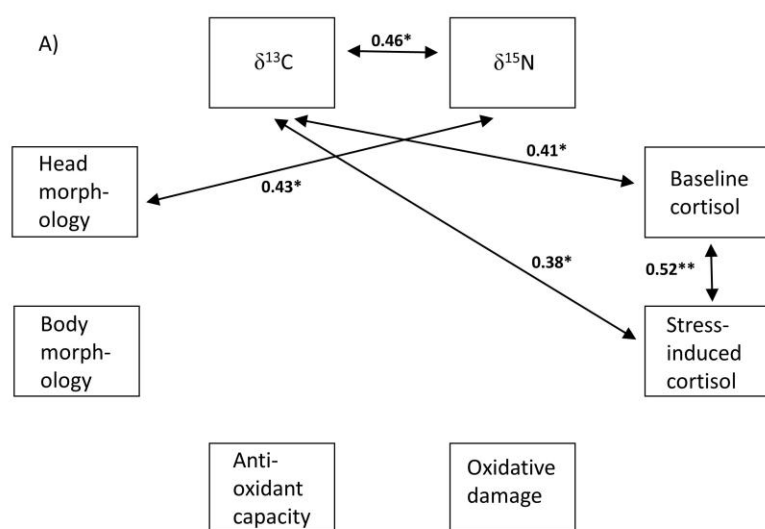 A)
δ¹³C
0.46*
δ¹⁵N
Head
morph-
ology
0.43*
0.41*
Baseline
cortisol
0.38*
0.52**
Body
morph-
ology
Stress-
induced
cortisol
Anti-
oxidant
capacity
Oxidative
damage